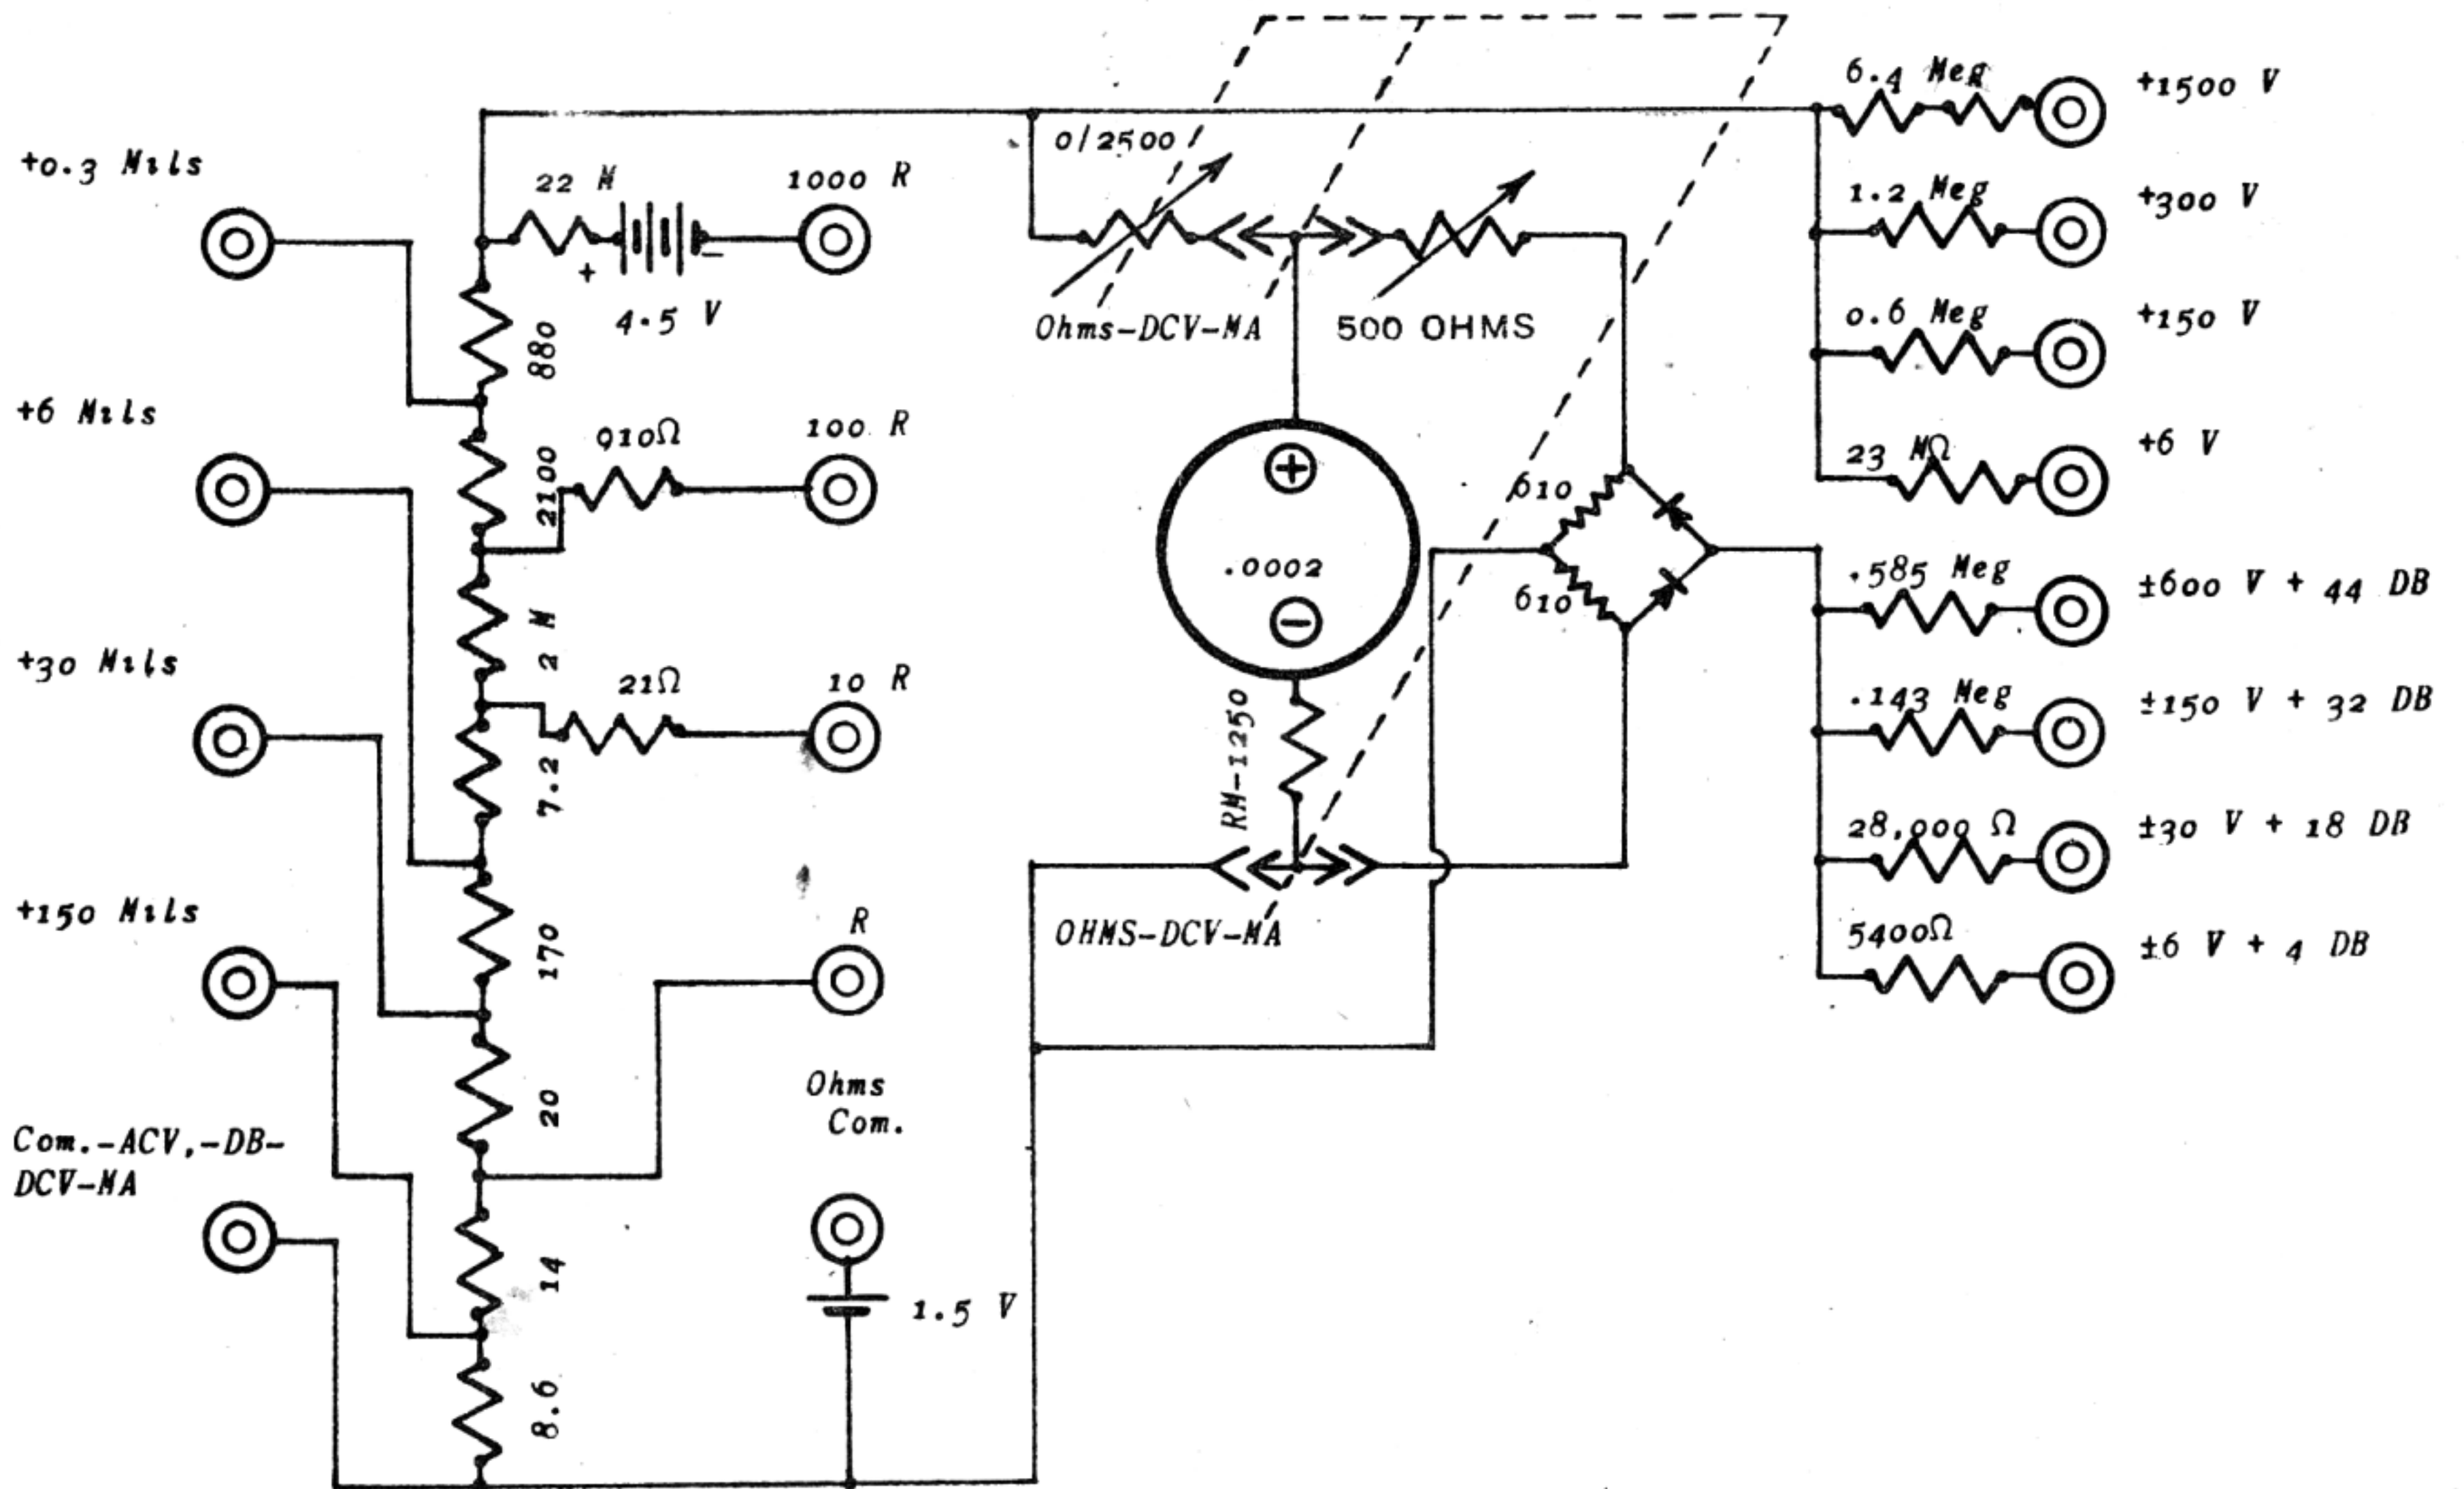 +0.3 Mils
22 M
1000 R
+
−
4.5 V
880
+6 Mils
910Ω
100 R
2100
2 M
+30 Mils
21Ω
10 R
7.2
+150 Mils
170
R
20
Ohms
Com.
Com.-ACV,-DB-
DCV-MA
14
1.5 V
8.6
0/2500
Ohms-DCV-MA
500 OHMS
+
.0002
−
RM-1250
610
610
OHMS-DCV-MA
6.4 Meg
+1500 V
1.2 Meg
+300 V
0.6 Meg
+150 V
23 MΩ
+6 V
.585 Meg
±600 V + 44 DB
.143 Meg
±150 V + 32 DB
28,000 Ω
±30 V + 18 DB
5400Ω
±6 V + 4 DB